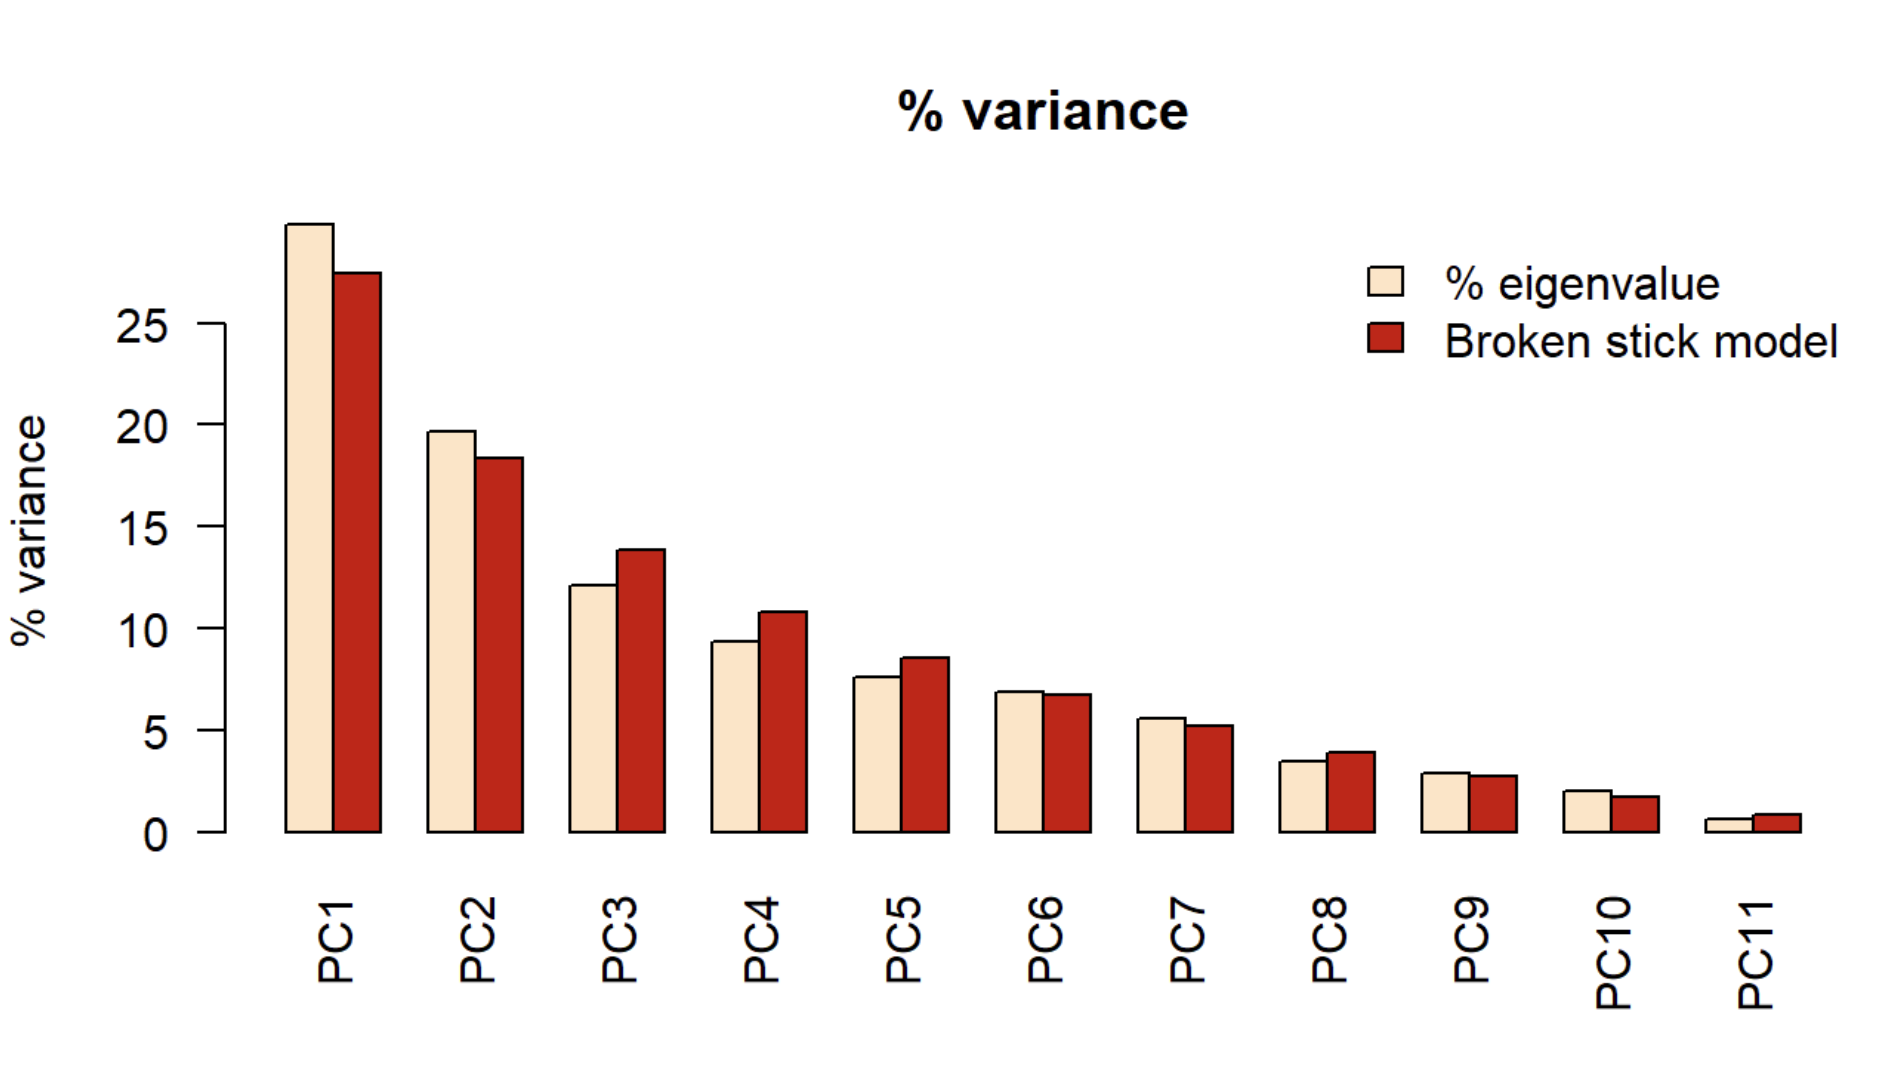 % variance
% eigenvalue
Broken stick model
% variance
25
20
15
10
5
0
PC1
PC2
PC3
PC4
PC5
PC6
PC7
PC8
PC9
PC10
PC11